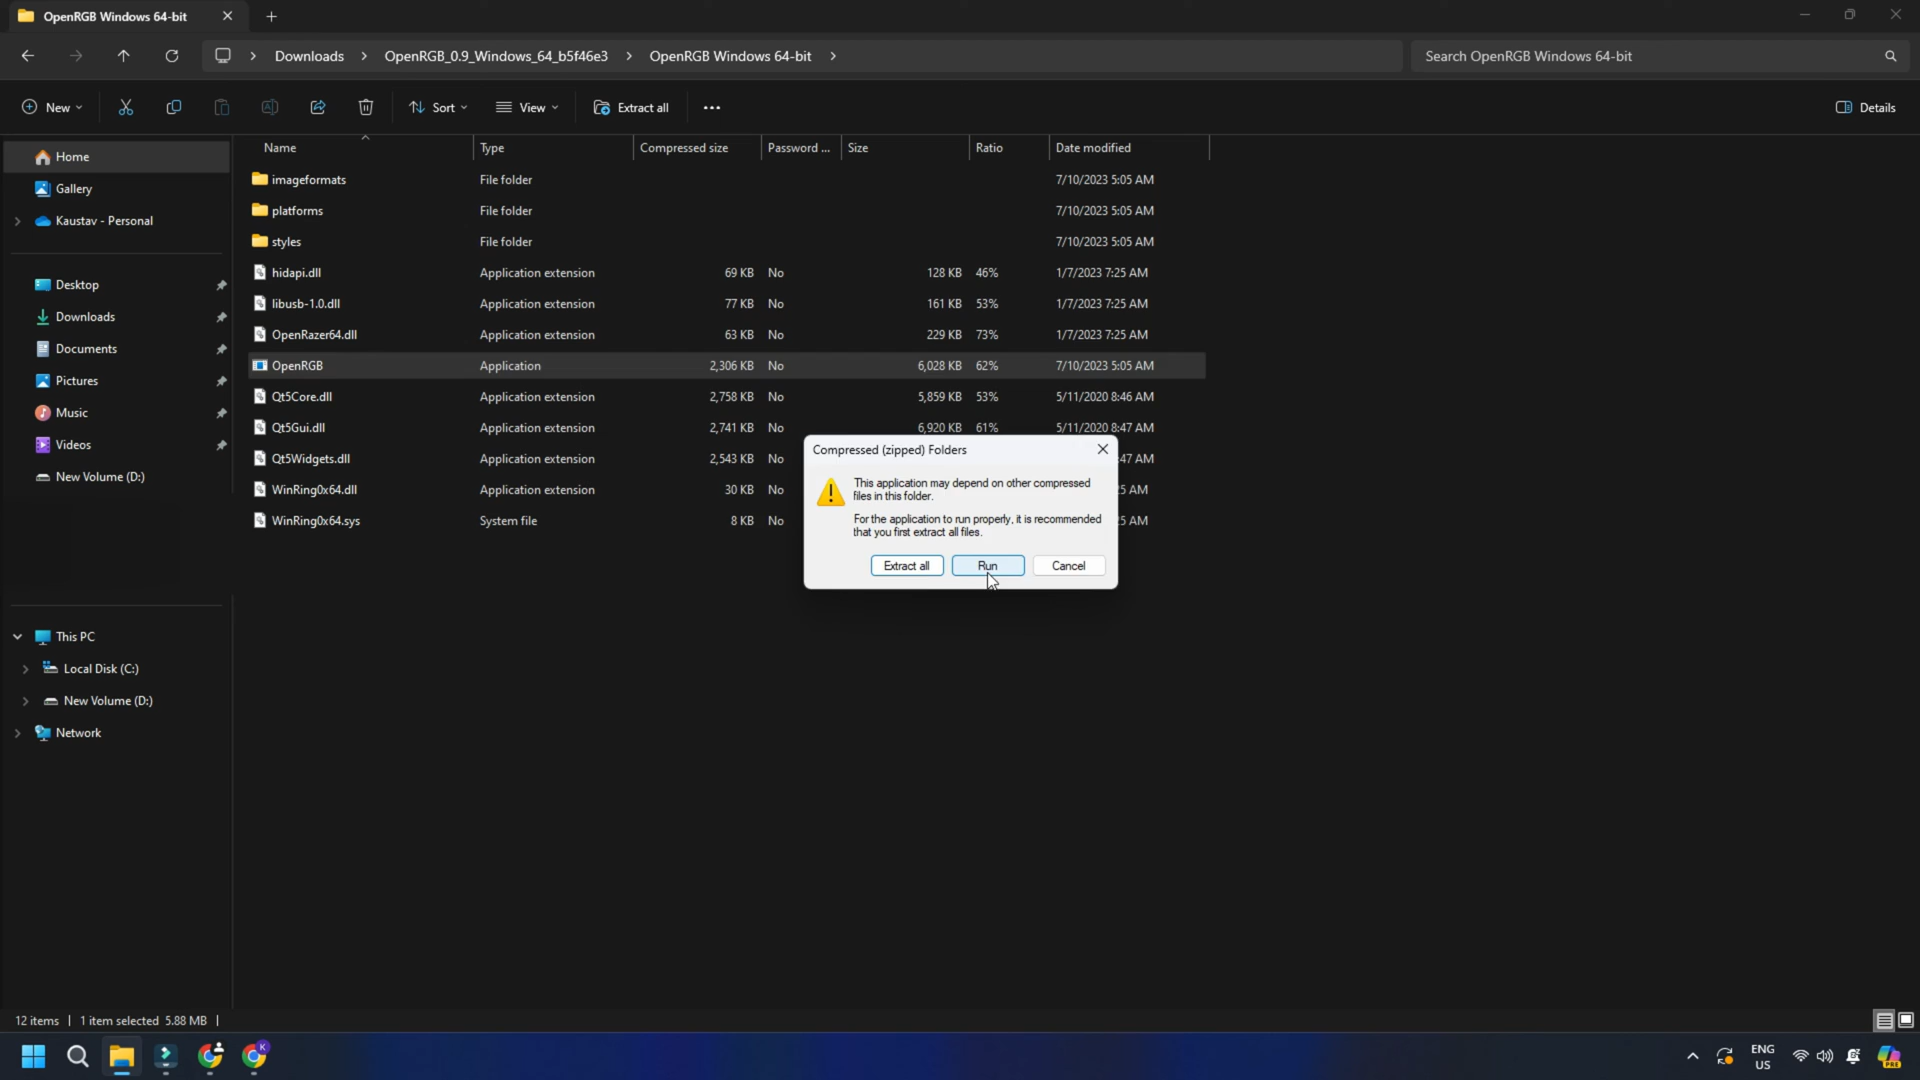 OpenRGB Windows 64-bit
Downloads > OpenRGB_0.9_Windows_64_b5f46e3 > OpenRGB Windows 64-bit >
Search OpenRGB Windows 64-bit
New
Sort
View
Extract all
Details
Home
Gallery
Kaustav - Personal
Desktop
Downloads
Documents
Pictures
Music
Videos
New Volume (D:)
This PC
Local Disk (C:)
New Volume (D:)
Network
Name Type Compressed size Password ... Size Ratio Date modified
imageformats File folder 7/10/2023 5:05 AM
platforms File folder 7/10/2023 5:05 AM
styles File folder 7/10/2023 5:05 AM
hidapi.dll Application extension 69 KB No 128 KB 46% 1/7/2023 7:25 AM
libusb-1.0.dll Application extension 77 KB No 161 KB 53% 1/7/2023 7:25 AM
OpenRazer64.dll Application extension 63 KB No 229 KB 73% 1/7/2023 7:25 AM
OpenRGB Application 2,306 KB No 6,028 KB 62% 7/10/2023 5:05 AM
Qt5Core.dll Application extension 2,758 KB No 5,859 KB 53% 5/11/2020 8:46 AM
Qt5Gui.dll Application extension 2,741 KB No 6,920 KB 61% 5/11/2020 8:47 AM
Qt5Widgets.dll Application extension 2,543 KB No 47 AM
WinRing0x64.dll Application extension 30 KB No 5 AM
WinRing0x64.sys System file 8 KB No 5 AM
Compressed (zipped) Folders
This application may depend on other compressed
files in this folder.
For the application to run properly, it is recommended
that you first extract all files.
Extract all
Run
Cancel
12 items | 1 item selected 5.88 MB |
K
ENG
US
PRE